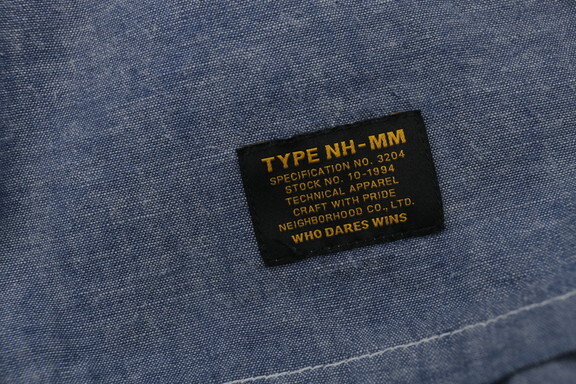 TYPE NH-MM
SPECIFICATION NO. 3204
STOCK NO. 10-1994
TECHNICAL APPAREL
CRAFT WITH PRIDE
NEIGHBORHOOD CO., LTD.
WHO DARES WINS